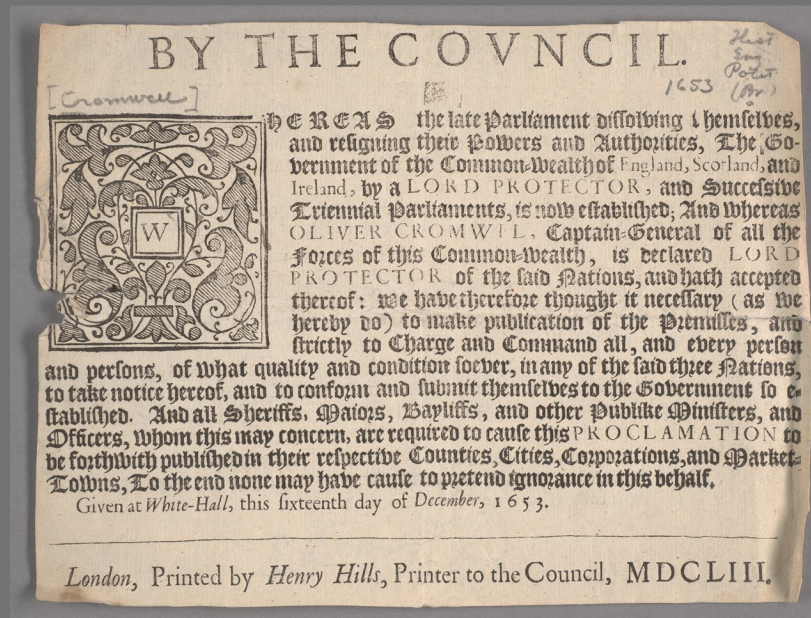 BY THE COVNCIL.
Hist
Eng
Polit
(Br)
1653
[Cromwell]
WHEREAS the late Parliament dissolving themselves,
and resigning their Powers and Authorities, The Go-
vernment of the Common-wealth of England, Scotland, and
Ireland, by a LORD PROTECTOR, and Successive
Triennial Parliaments, is now established; And whereas
OLIVER CROMWEL, Captain-General of all the
Forces of this Common-wealth, is declared LORD
PROTECTOR of the said Nations, and hath accepted
thereof: We have therefore thought it necessary (as we
hereby do) to make publication of the Premisses, and
strictly to Charge and Command all, and every person
and persons, of what quality and condition soever, in any of the said three Nations,
to take notice hereof, and to conform and submit themselves to the Government so e-
stablished. And all Sheriffs, Maiors, Bayliffs, and other Publike Ministers, and
Officers, whom this may concern, are required to cause this PROCLAMATION to
be forthwith published in their respective Counties, Cities, Corporations, and Market-
Towns, To the end none may have cause to pretend ignorance in this behalf.
Given at White-Hall, this sixteenth day of December, 1653.
London, Printed by Henry Hills, Printer to the Council, MDCLIII.